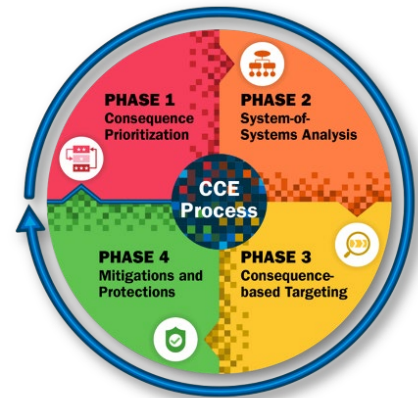 PHASE 1
Consequence
Prioritization
PHASE 2
System-of-
Systems Analysis
CCE
Process
PHASE 4
Mitigations and
Protections
PHASE 3
Consequence-
based Targeting